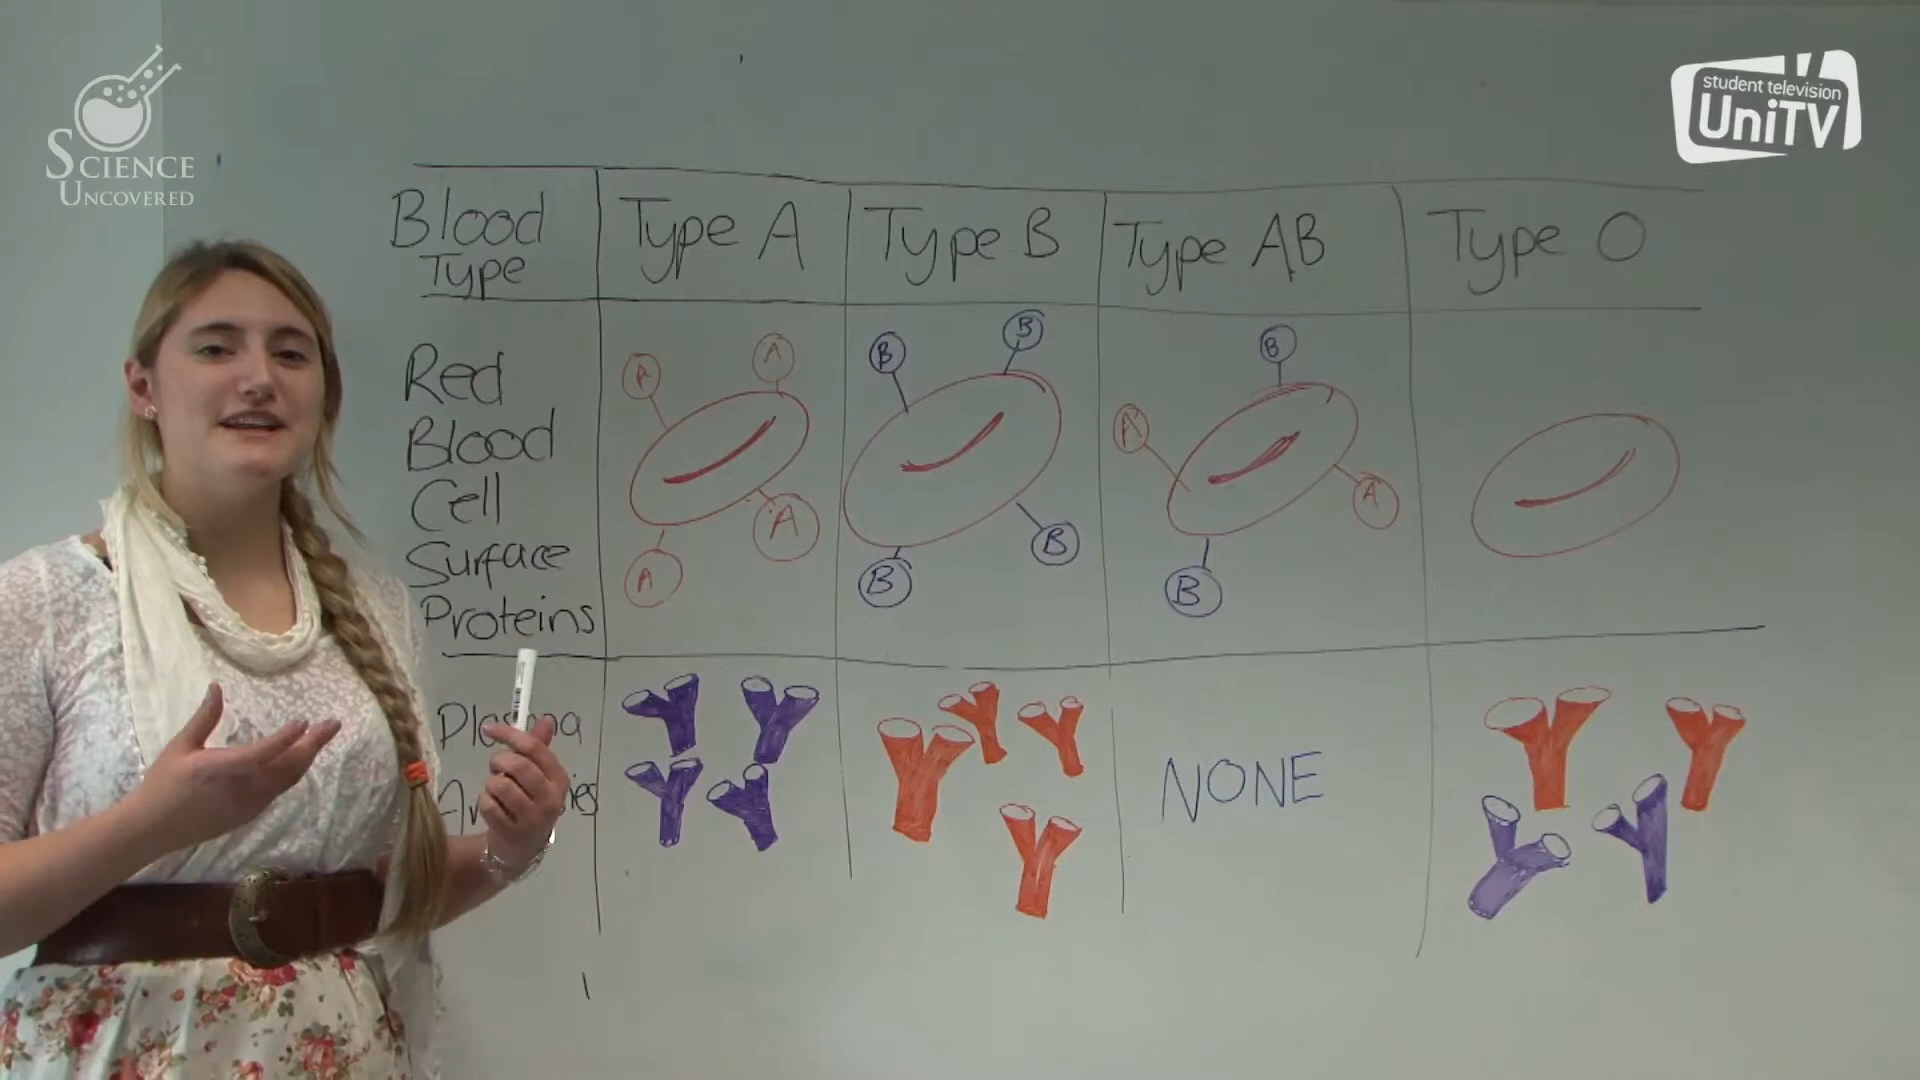 SCIENCE
UNCOVERED
student television
UniTV
Blood
Type
Type A
Type B
Type AB
Type O
Red
Blood
Cell
Surface
Proteins
A
A
A
A
B
B
B
B
B
A
A
B
NONE